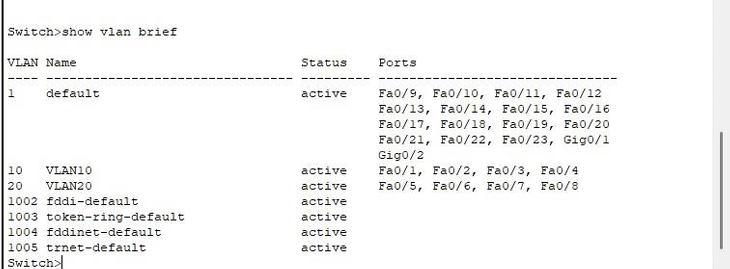 Switch>show vlan brief
VLAN Name Status Ports
---- -------------------------------- --------- -------------------------------
1 default active Fa0/9, Fa0/10, Fa0/11, Fa0/12
Fa0/13, Fa0/14, Fa0/15, Fa0/16
Fa0/17, Fa0/18, Fa0/19, Fa0/20
Fa0/21, Fa0/22, Fa0/23, Gig0/1
Gig0/2
10 VLAN10 active Fa0/1, Fa0/2, Fa0/3, Fa0/4
20 VLAN20 active Fa0/5, Fa0/6, Fa0/7, Fa0/8
1002 fddi-default active
1003 token-ring-default active
1004 fddinet-default active
1005 trnet-default active
Switch>